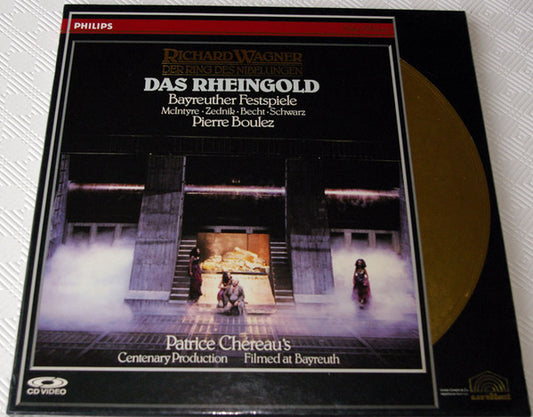 PHILIPS
RICHARD WAGNER
DER RING DES NIBELUNGEN
DAS RHEINGOLD
Bayreuther Festspiele
McIntyre · Zednik · Becht · Schwarz
Pierre Boulez
Patrice Chéreau's
Centenary Production Filmed at Bayreuth
CD VIDEO